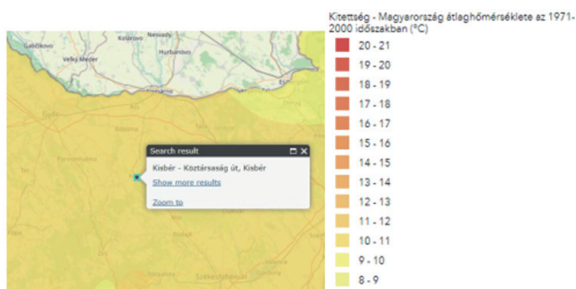 Kitettség - Magyarország átlaghőmérséklete az 1971-
2000 időszakban (°C)
20 - 21
19 - 20
18 - 19
17 - 18
16 - 17
15 - 16
14 - 15
13 - 14
12 - 13
11 - 12
10 - 11
9 - 10
8 - 9
Kolárovo
Nesvady
Gabčíkovo
Veľký Meder
Hurbanovo
Search result
Kisbér - Köztársaság út, Kisbér
Show more results
Zoom to
Székesfehérvár